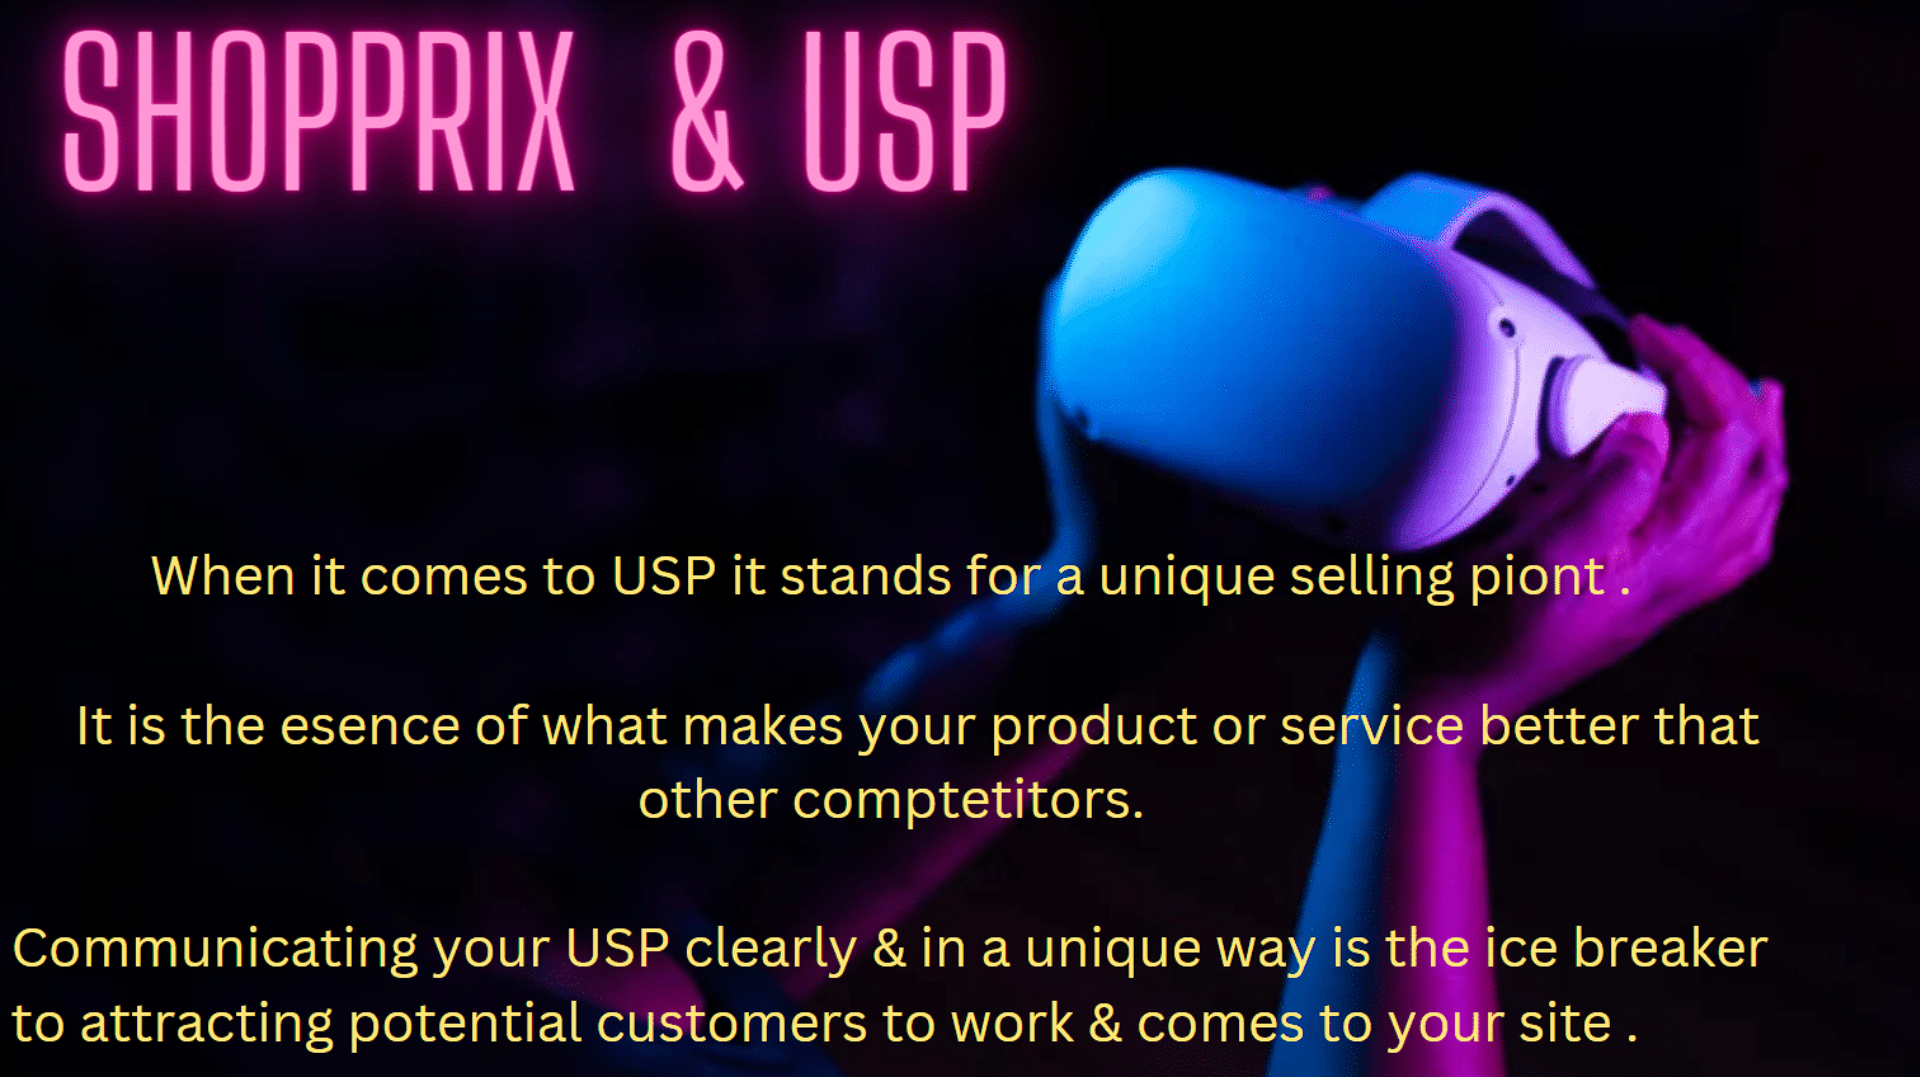 SHOPPRIX & USP
When it comes to USP it stands for a unique selling piont .
It is the esence of what makes your product or service better that
other comptetitors.
Communicating your USP clearly & in a unique way is the ice breaker
to attracting potential customers to work & comes to your site .